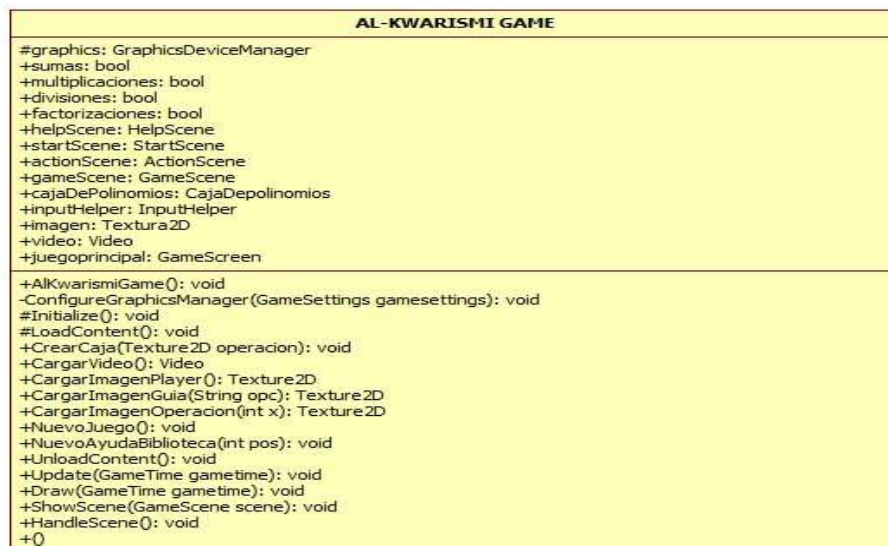 AL-KWARISMI GAME
#graphics: GraphicsDeviceManager
+sumas: bool
+multiplicaciones: bool
+divisiones: bool
+factorizaciones: bool
+helpScene: HelpScene
+startScene: StartScene
+actionScene: ActionScene
+gameScene: GameScene
+cajaDePolinomios: CajaDepolinomios
+inputHelper: InputHelper
+imagen: Textura2D
+video: Video
+juegoprincipal: GameScreen
+AlKwarismiGame(): void
-ConfigureGraphicsManager(GameSettings gamesettings): void
#Initialize(): void
#LoadContent(): void
+CrearCaja(Texture2D operacion): void
+CargarVideo(): Video
+CargarImagenPlayer(): Texture2D
+CargarImagenGuia(String opc): Texture2D
+CargarImagenOperacion(int x): Texture2D
+NuevoJuego(): void
+NuevoAyudaBiblioteca(int pos): void
+UnloadContent(): void
+Update(GameTime gametime): void
+Draw(GameTime gametime): void
+ShowScene(GameScene scene): void
+HandleScene(): void
+()